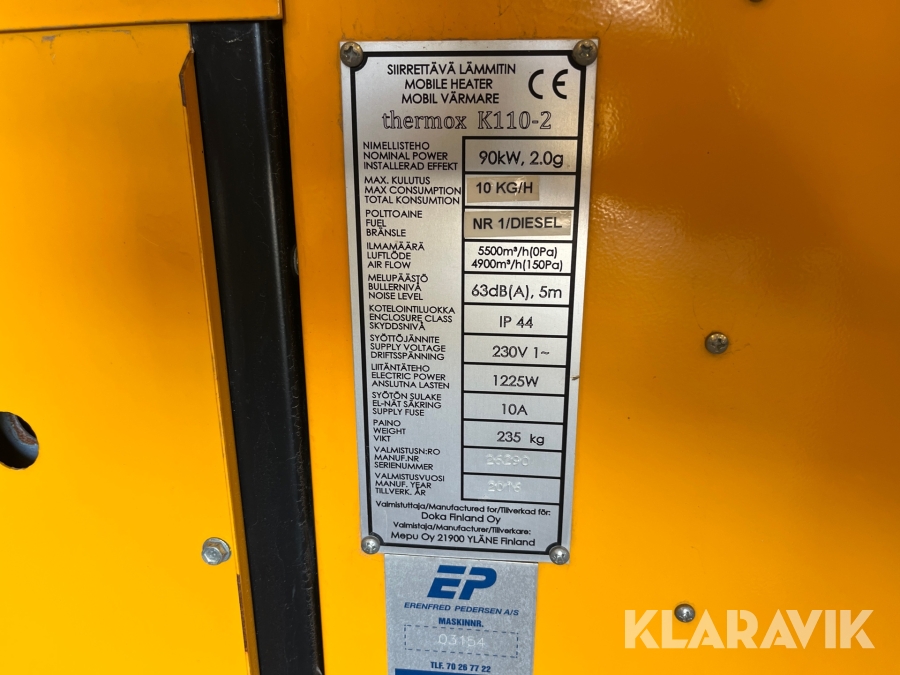 SIIRRETTÄVÄ LÄMMITIN
MOBILE HEATER
MOBIL VÄRMARE
CE
thermox K110-2
NIMELLISTEHO
NOMINAL POWER
INSTALLERAD EFFEKT
90kW, 2.0g
MAX. KULUTUS
MAX CONSUMPTION
TOTAL KONSUMTION
10 KG/H
POLTTOAINE
FUEL
BRÄNSLE
NR 1/DIESEL
ILMAMÄÄRÄ
LUFTLÖDE
AIR FLOW
5500m³/h(0Pa)
4900m³/h(150Pa)
MELUPÄÄSTÖ
BULLERNIVÅ
NOISE LEVEL
63dB(A), 5m
KOTELOINTILUOKKA
ENCLOSURE CLASS
SKYDDSNIVÅ
IP 44
SYÖTTÖJÄNNITE
SUPPLY VOLTAGE
DRIFTSSPÄNNING
230V 1~
LIITÄNTÄTEHO
ELECTRIC POWER
ANSLUTNA LASTEN
1225W
SYÖTÖN SULAKE
EL-NÄT SÄKRING
SUPPLY FUSE
10A
PAINO
WEIGHT
VIKT
235 kg
VALMISTUSN:RO
MANUF.NR
SERIENUMMER
VALMISTUSVUOSI
MANUF. YEAR
TILLVERK. ÅR
Valmistuttaja/Manufactured for/Tillverkad för:
Doka Finland Oy
Valmistaja/Manufacturer/Tillverkare:
Mepu Oy 21900 YLÄNE Finland
EP
ERENFRED PEDERSEN A/S
MASKINNR.
03154
TLF. 70 26 77 22
KLARAVIK